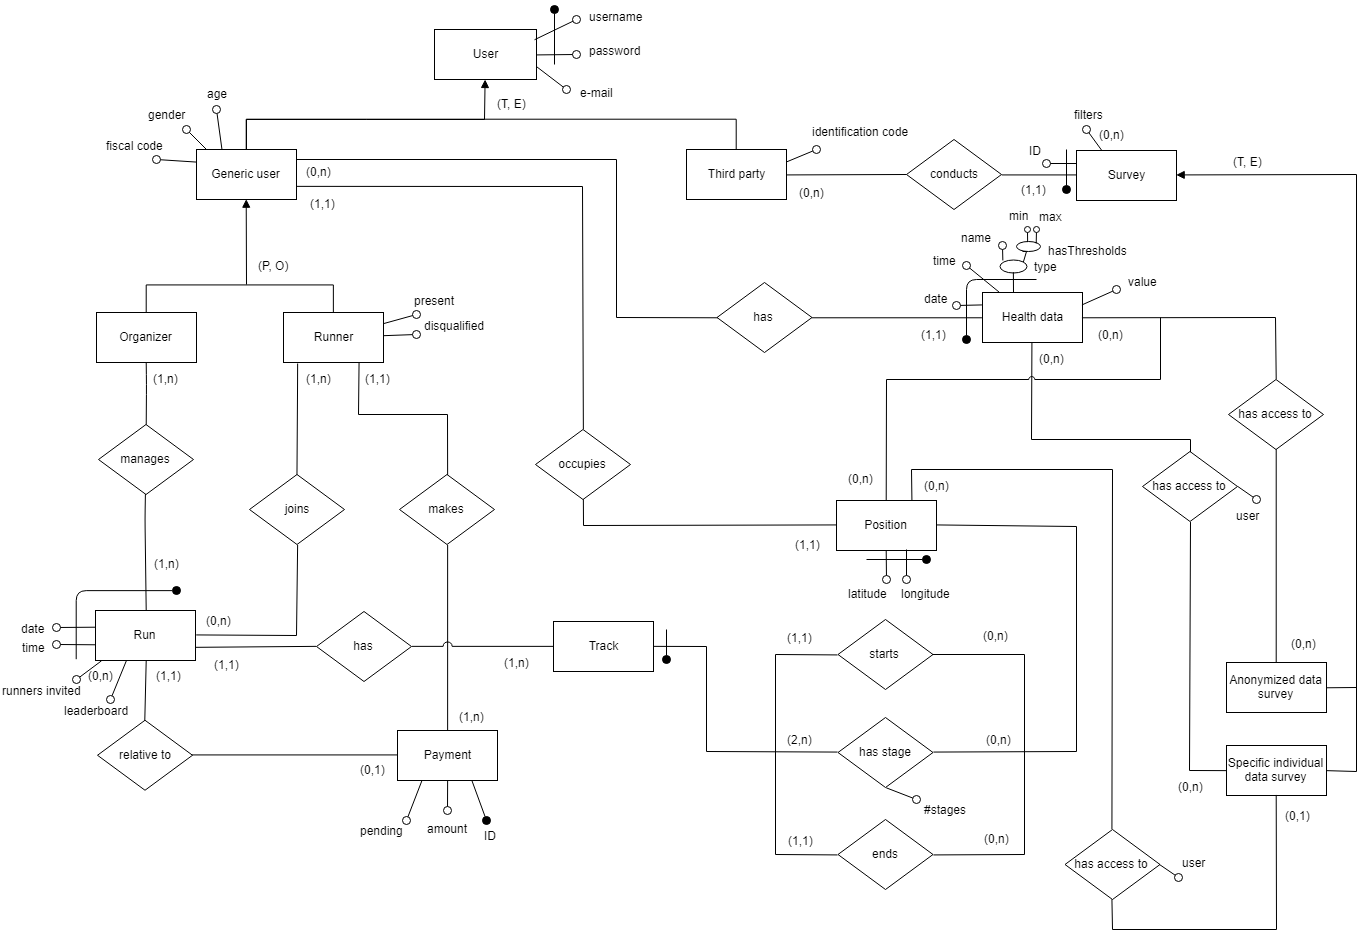 username
User
password
e-mail
(T, E)
age
gender
fiscal code
Generic user
(0,n)
(1,1)
identification code
Third party
(0,n)
conducts
filters
(0,n)
ID
Survey
(1,1)
(T, E)
(P, O)
min
max
name
hasThresholds
time
type
value
date
Health data
has
(1,1)
(0,n)
(0,n)
present
disqualified
Organizer
Runner
(1,n)
(1,n)
(1,1)
has access to
manages
joins
makes
occupies
has access to
user
(0,n)
(0,n)
Position
(1,1)
latitude
longitude
(1,n)
date
time
Run
(0,n)
(1,1)
has
(1,n)
Track
runners invited
(0,n)
(1,1)
leaderboard
(1,1)
starts
(0,n)
(0,n)
Anonymized data
survey
(1,n)
relative to
Payment
(0,1)
pending
amount
ID
(2,n)
has stage
(0,n)
#stages
Specific individual
data survey
(0,n)
(0,1)
(1,1)
ends
(0,n)
has access to
user